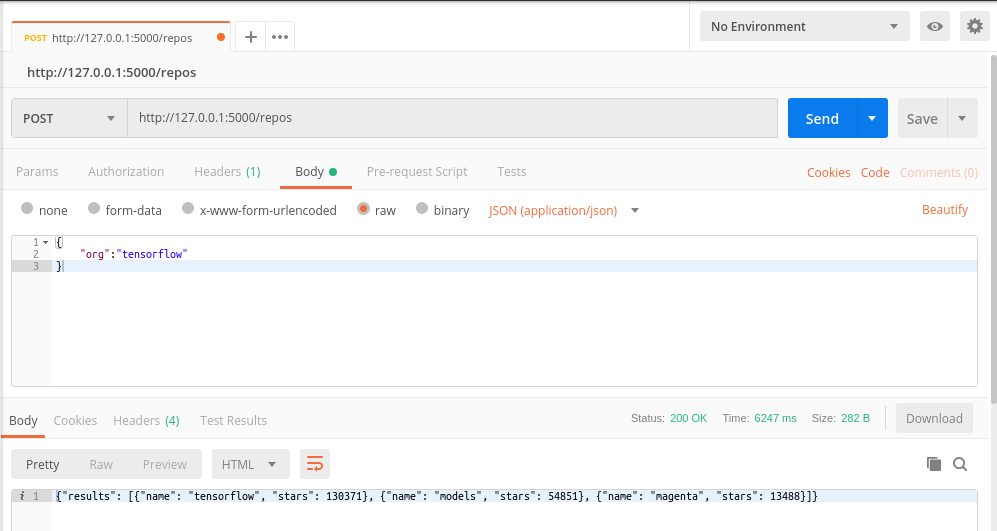 POST http://127.0.0.1:5000/repos
No Environment
http://127.0.0.1:5000/repos
POST http://127.0.0.1:5000/repos Send Save
Params Authorization Headers (1) Body Pre-request Script Tests Cookies Code Comments (0)
none form-data x-www-form-urlencoded raw binary JSON (application/json) Beautify
1 {
2 "org":"tensorflow"
3 }
Body Cookies Headers (4) Test Results Status: 200 OK Time: 6247 ms Size: 282 B Download
Pretty Raw Preview HTML
i 1 {"results": [{"name": "tensorflow", "stars": 130371}, {"name": "models", "stars": 54851}, {"name": "magenta", "stars": 13488}]}